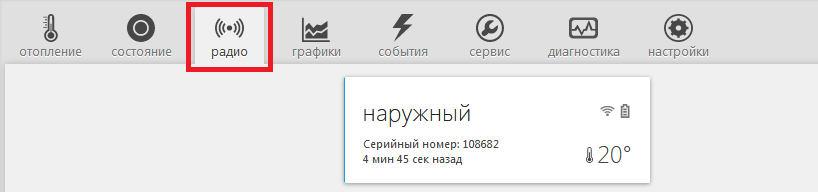 отопление состояние радио графики события сервис диагностика настройки
наружный
Серийный номер: 108682
4 мин 45 сек назад
20°